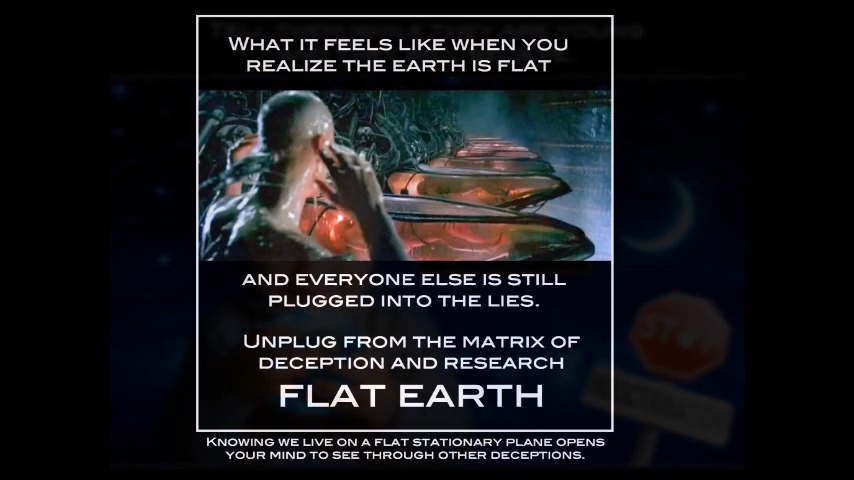 WHAT IT FEELS LIKE WHEN YOU
REALIZE THE EARTH IS FLAT
AND EVERYONE ELSE IS STILL
PLUGGED INTO THE LIES.
UNPLUG FROM THE MATRIX OF
DECEPTION AND RESEARCH
FLAT EARTH
KNOWING WE LIVE ON A FLAT STATIONARY PLANE OPENS
YOUR MIND TO SEE THROUGH OTHER DECEPTIONS.
STOP